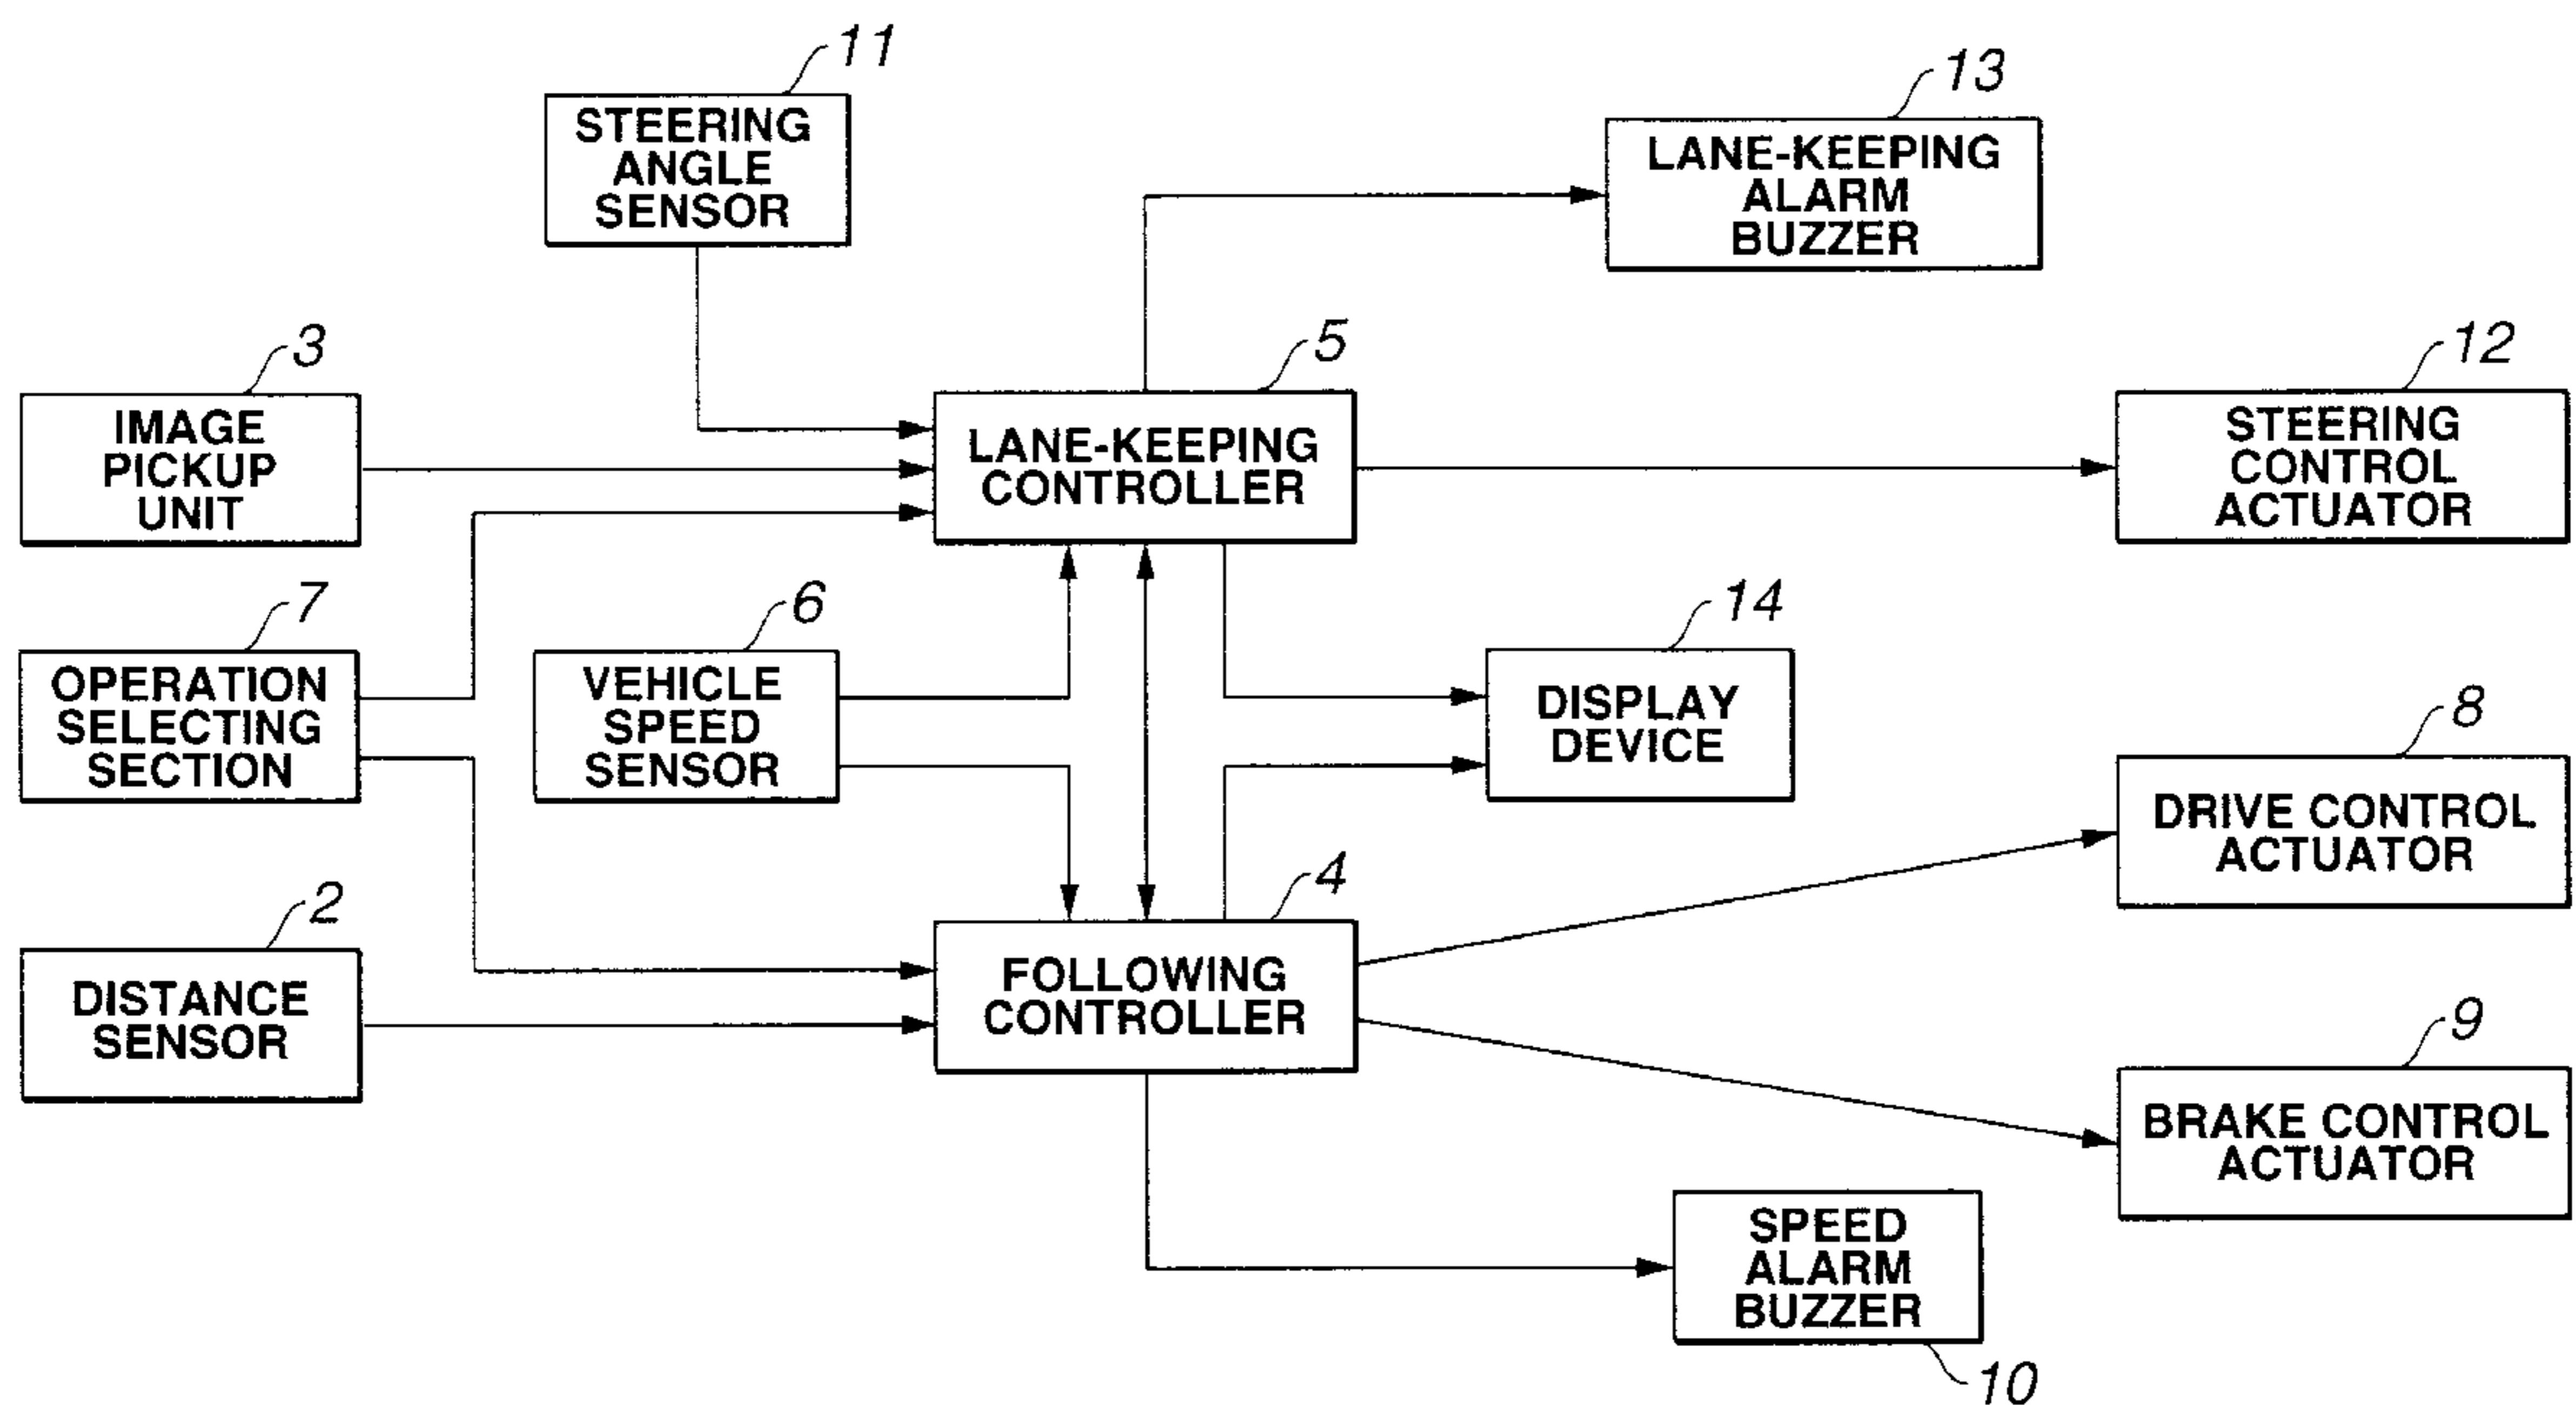 11
STEERING
ANGLE
SENSOR
13
LANE-KEEPING
ALARM
BUZZER
3
IMAGE
PICKUP
UNIT
5
LANE-KEEPING
CONTROLLER
12
STEERING
CONTROL
ACTUATOR
7
OPERATION
SELECTING
SECTION
6
VEHICLE
SPEED
SENSOR
14
DISPLAY
DEVICE
8
DRIVE CONTROL
ACTUATOR
2
DISTANCE
SENSOR
4
FOLLOWING
CONTROLLER
9
BRAKE CONTROL
ACTUATOR
SPEED
ALARM
BUZZER
10